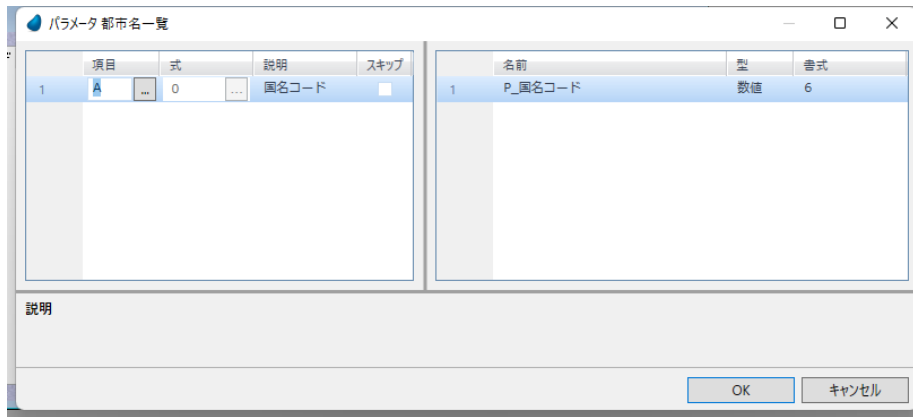 パラメータ 都市名一覧
項目 式 説明 スキップ
1 A ... 0 ... 国名コード
名前 型 書式
1 P_国名コード 数値 6
説明
OK キャンセル